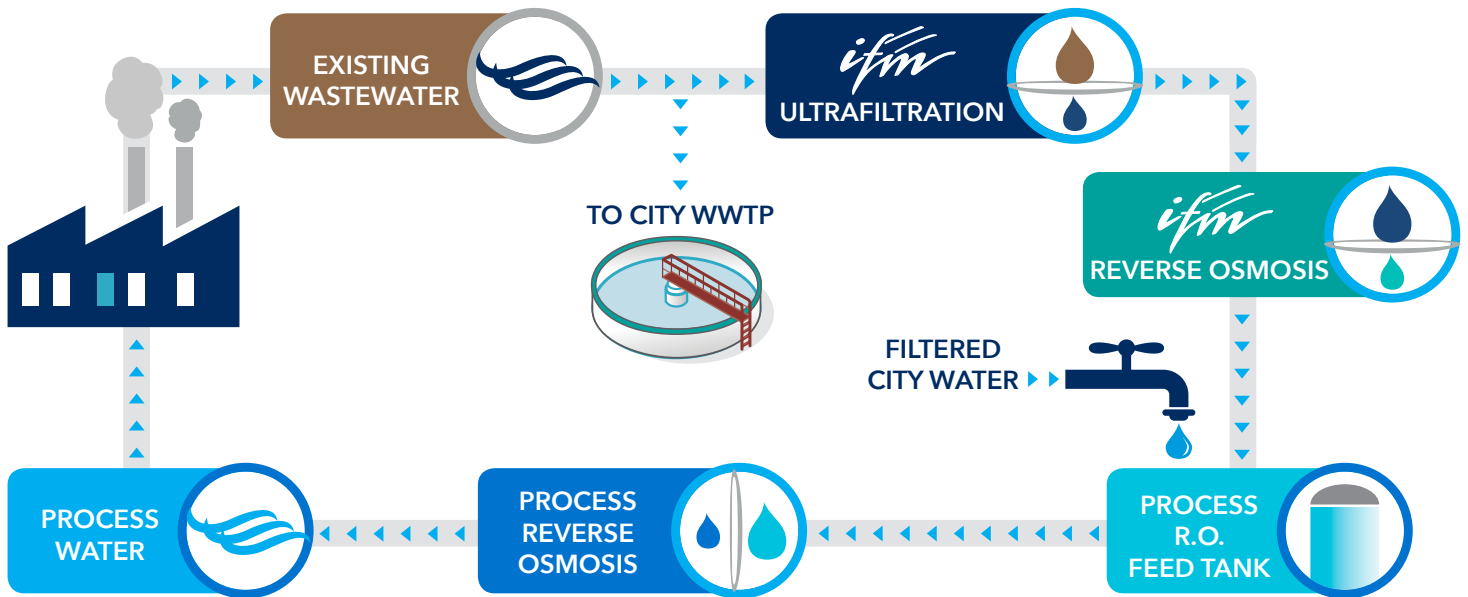 EXISTING
WASTEWATER
ifm
ULTRAFILTRATION
TO CITY WWTP
ifm
REVERSE OSMOSIS
FILTERED
CITY WATER
PROCESS
WATER
PROCESS
REVERSE
OSMOSIS
PROCESS
R.O.
FEED TANK